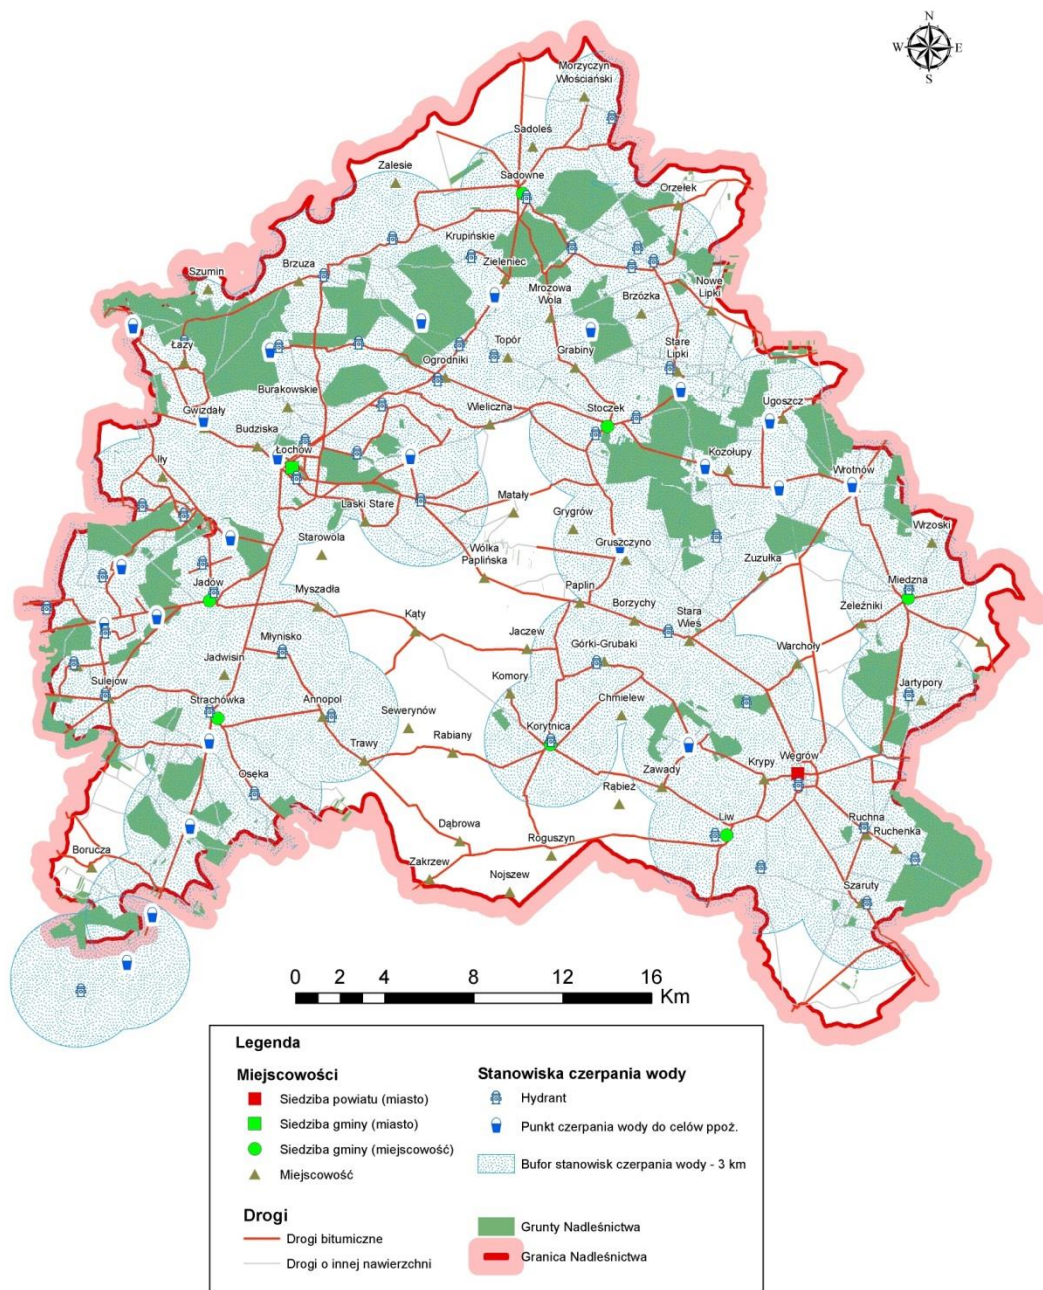 N
W
E
S
Morzyczyn
Włościański
Sadoleś
Zalesie
Sadowne
Orzełek
Krupińskie
Szumin
Brzuza
Zieleniec
Mrozowa
Wola
Brzózka
Nowe
Lipki
Łazy
Topór
Grabiny
Stare
Lipki
Ogrodniki
Burakowskie
Gwizdały
Wieliczna
Stoczek
Ugoszcz
Budziska
Łochów
Kozołupy
Iły
Wrotnów
Laski Stare
Matały
Grygrów
Wrzoski
Starowola
Wólka
Paplińska
Gruszczyno
Zuzułka
Jadów
Myszadła
Paplin
Borzychy
Miedzna
Stara
Wieś
Zeleźniki
Kąty
Młynisko
Jaczew
Górki-Grubaki
Warchoły
Jadwisin
Komory
Sulejów
Strachówka
Annopol
Chmielew
Jartypory
Sewerynów
Korytnica
Trawy
Rabiany
Węgrów
Osęka
Zawady
Krypy
Rąbież
Liw
Ruchna
Dąbrowa
Ruchenka
Borucza
Roguszyn
Zakrzew
Nojszew
Szaruty
0 2 4 8 12 16
Km
Legenda
Miejscowości
Siedziba powiatu (miasto)
Siedziba gminy (miasto)
Siedziba gminy (miejscowość)
Miejscowość
Drogi
Drogi bitumiczne
Drogi o innej nawierzchni
Stanowiska czerpania wody
Hydrant
Punkt czerpania wody do celów ppoż.
Bufor stanowisk czerpania wody - 3 km
Grunty Nadleśnictwa
Granica Nadleśnictwa